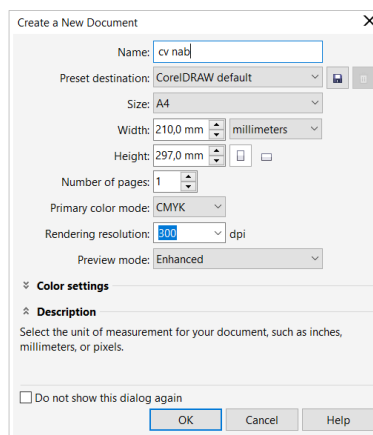 Create a New Document
Name: cv nab
Preset destination: CorelDRAW default
Size: A4
Width: 210,0 mm millimeters
Height: 297,0 mm
Number of pages: 1
Primary color mode: CMYK
Rendering resolution: 300 dpi
Preview mode: Enhanced
Color settings
Description
Select the unit of measurement for your document, such as inches,
millimeters, or pixels.
Do not show this dialog again
OK Cancel Help